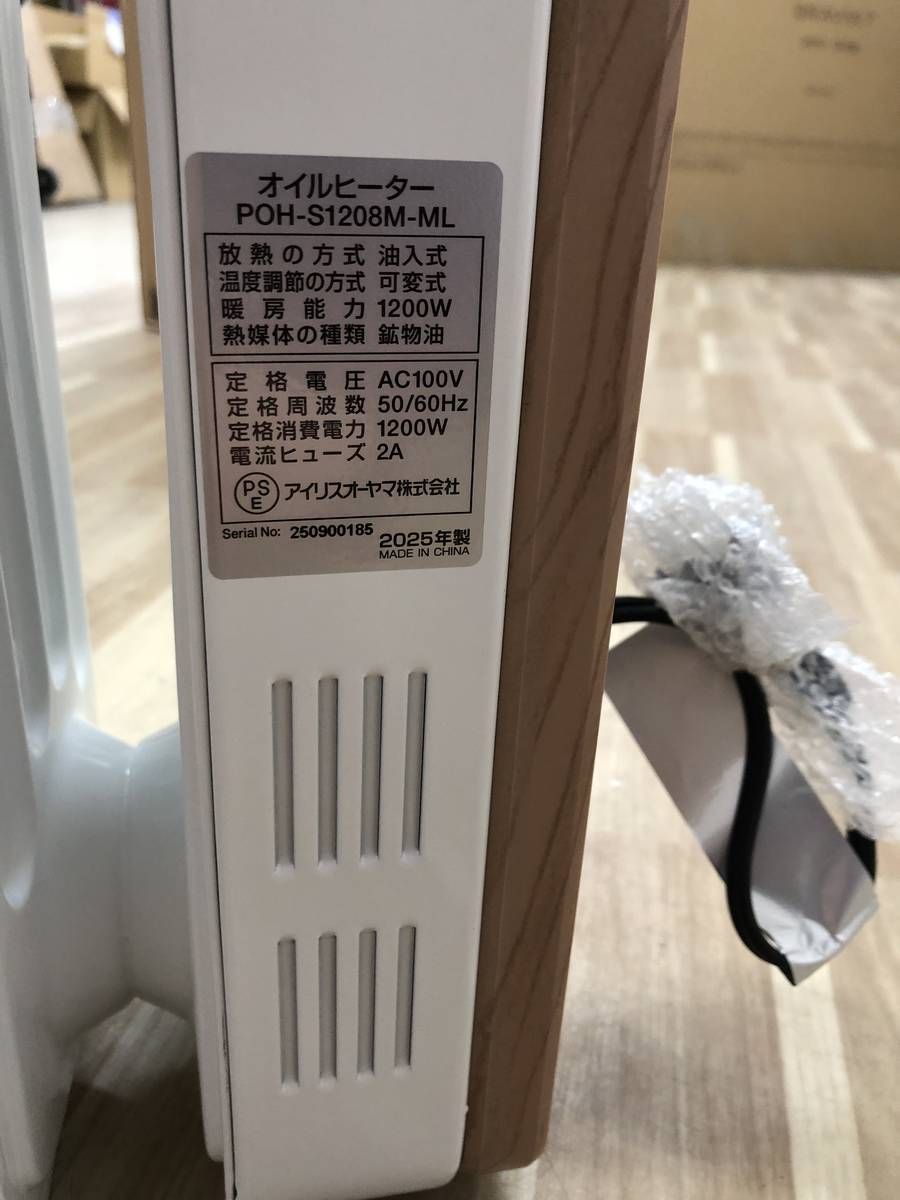 オイルヒーター
POH-S1208M-ML
放熱の方式 油入式
温度調節の方式 可変式
暖房能力 1200W
熱媒体の種類 鉱物油
定格電圧 AC100V
定格周波数 50/60Hz
定格消費電力 1200W
電流ヒューズ 2A
PS
E
アイリスオーヤマ株式会社
Serial No: 250900185
2025年製
MADE IN CHINA